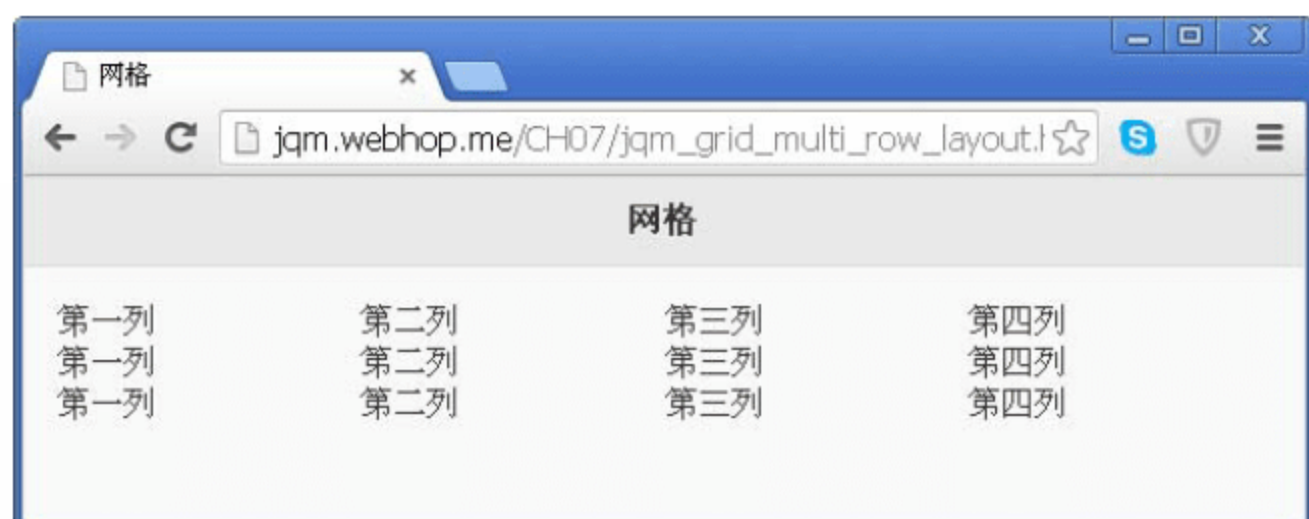 网格
jqm.webhop.me/CH07/jqm_grid_multi_row_layout.h
网格
第一列 第二列 第三列 第四列
第一列 第二列 第三列 第四列
第一列 第二列 第三列 第四列